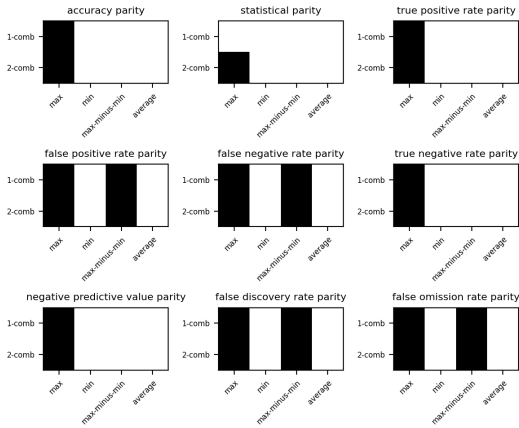 accuracy parity
statistical parity
true positive rate parity
1-comb
2-comb
max
min
max-minus-min
average
1-comb
2-comb
max
min
max-minus-min
average
1-comb
2-comb
max
min
max-minus-min
average
false positive rate parity
false negative rate parity
true negative rate parity
1-comb
2-comb
max
min
max-minus-min
average
1-comb
2-comb
max
min
max-minus-min
average
1-comb
2-comb
max
min
max-minus-min
average
negative predictive value parity
false discovery rate parity
false omission rate parity
1-comb
2-comb
max
min
max-minus-min
average
1-comb
2-comb
max
min
max-minus-min
average
1-comb
2-comb
max
min
max-minus-min
average